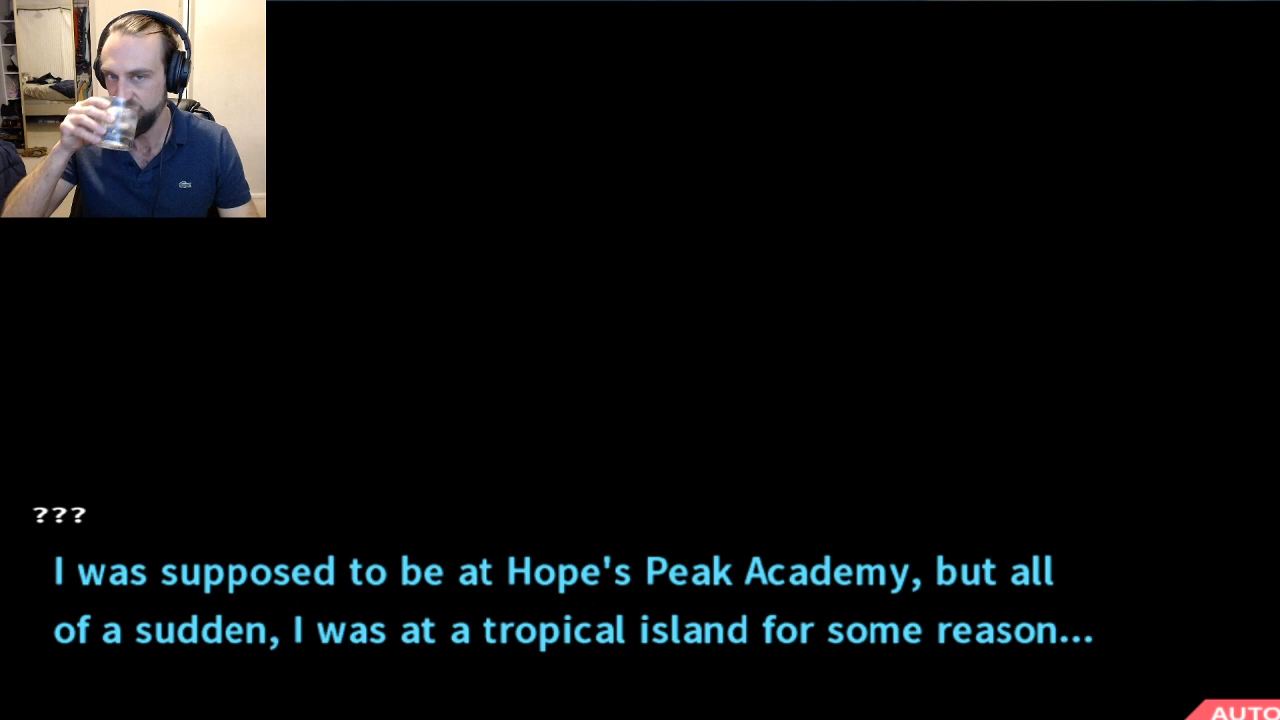 ???
I was supposed to be at Hope's Peak Academy, but all
of a sudden, I was at a tropical island for some reason...
AUTO